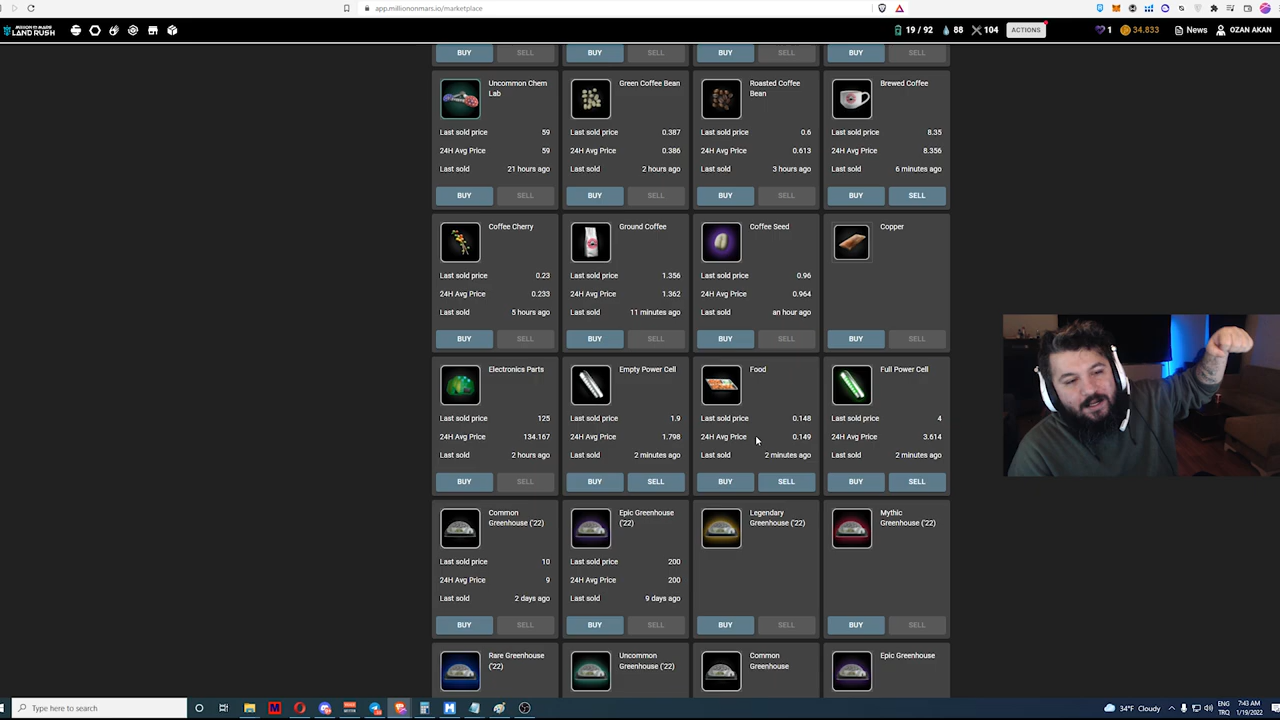 app.milliononmars.io/marketplace
MILLION ON MARS
LAND RUSH
19 / 92
88
104
ACTIONS
1
34.833
News
OZAN AKAN
BUY SELL BUY SELL BUY SELL BUY SELL
Uncommon Chem Lab
Last sold price 59
24H Avg Price 59
Last sold 21 hours ago
BUY SELL
Green Coffee Bean
Last sold price 0.387
24H Avg Price 0.386
Last sold 2 hours ago
BUY SELL
Roasted Coffee Bean
Last sold price 0.6
24H Avg Price 0.613
Last sold 3 hours ago
BUY SELL
Brewed Coffee
Last sold price 8.35
24H Avg Price 8.356
Last sold 6 minutes ago
BUY SELL
Coffee Cherry
Last sold price 0.23
24H Avg Price 0.233
Last sold 5 hours ago
BUY SELL
Ground Coffee
Last sold price 1.356
24H Avg Price 1.362
Last sold 11 minutes ago
BUY SELL
Coffee Seed
Last sold price 0.96
24H Avg Price 0.964
Last sold an hour ago
BUY SELL
Copper
BUY SELL
Electronics Parts
Last sold price 125
24H Avg Price 134.167
Last sold 2 hours ago
BUY SELL
Empty Power Cell
Last sold price 1.9
24H Avg Price 1.798
Last sold 2 minutes ago
BUY SELL
Food
Last sold price 0.148
24H Avg Price 0.149
Last sold 2 minutes ago
BUY SELL
Full Power Cell
Last sold price 4
24H Avg Price 3.614
Last sold 2 minutes ago
BUY SELL
Common Greenhouse ('22)
Last sold price 10
24H Avg Price 9
Last sold 2 days ago
BUY SELL
Epic Greenhouse ('22)
Last sold price 200
24H Avg Price 200
Last sold 9 days ago
BUY SELL
Legendary Greenhouse ('22)
BUY SELL
Mythic Greenhouse ('22)
BUY SELL
Rare Greenhouse ('22)
Uncommon Greenhouse ('22)
Common Greenhouse
Epic Greenhouse
Type here to search
34°F Cloudy
ENG
TRQ
7:43 AM
1/19/2022